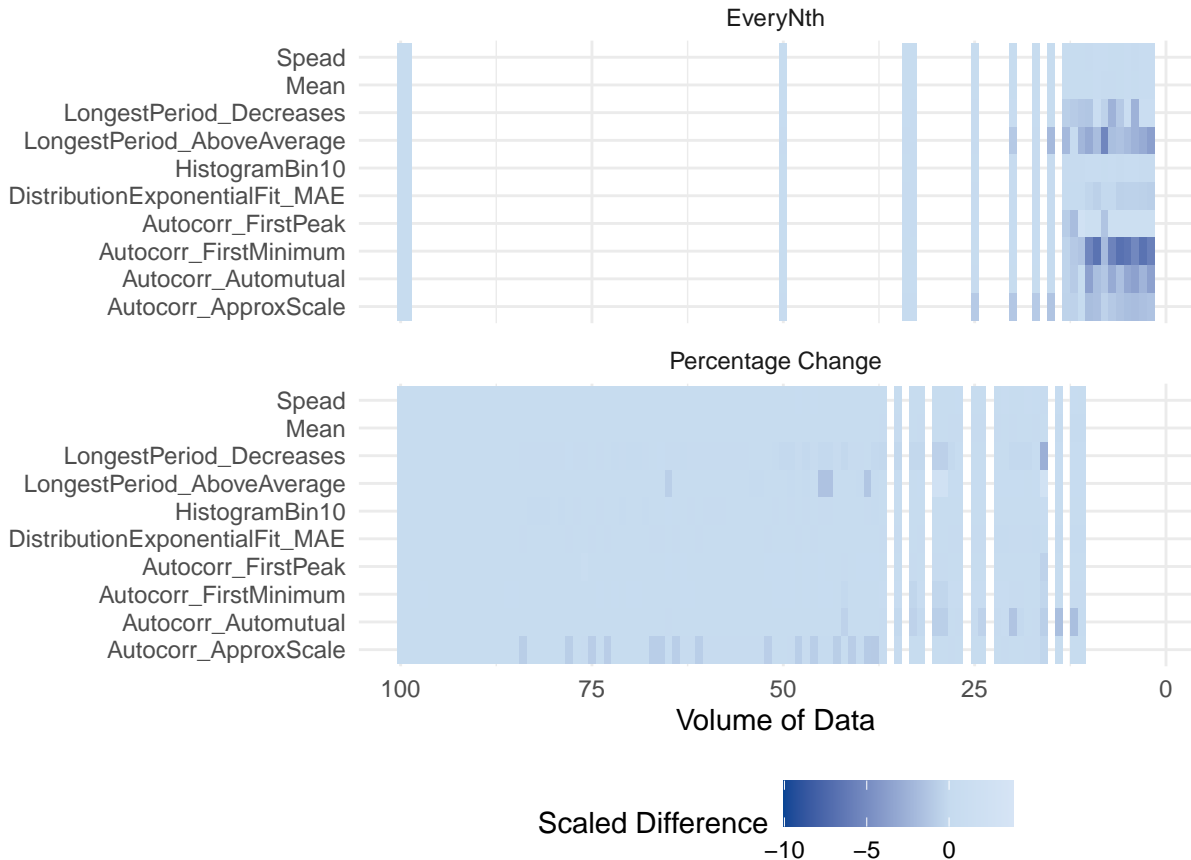 EveryNth
Spead
Mean
LongestPeriod_Decreases
LongestPeriod_AboveAverage
HistogramBin10
DistributionExponentialFit_MAE
Autocorr_FirstPeak
Autocorr_FirstMinimum
Autocorr_Automutual
Autocorr_ApproxScale
Percentage Change
Spead
Mean
LongestPeriod_Decreases
LongestPeriod_AboveAverage
HistogramBin10
DistributionExponentialFit_MAE
Autocorr_FirstPeak
Autocorr_FirstMinimum
Autocorr_Automutual
Autocorr_ApproxScale
100 75 50 25 0
Volume of Data
Scaled Difference
−10 −5 0